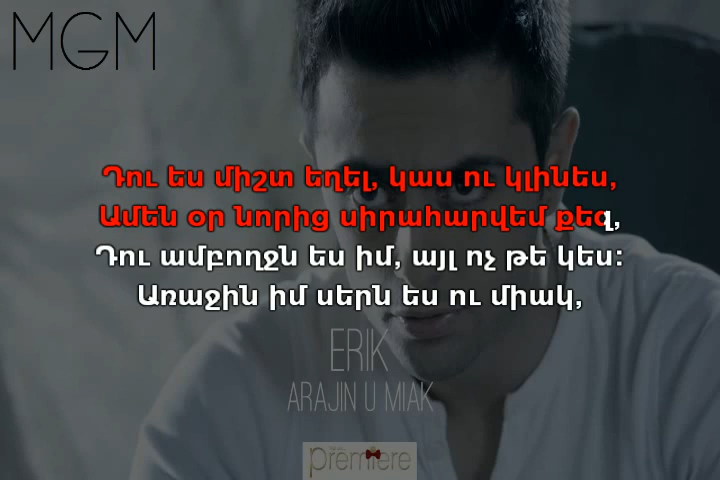 MGM
Դու ես միշտ եղել, կաս ու կլինես,
Ամեն օր նորից սիրահարվեմ քեզ,
Դու ամբողջն ես իմ, այլ ոչ թե կես:
Առաջին իմ սերն ես ու միակ,
ERIK
ARAJIN U MIAK
première